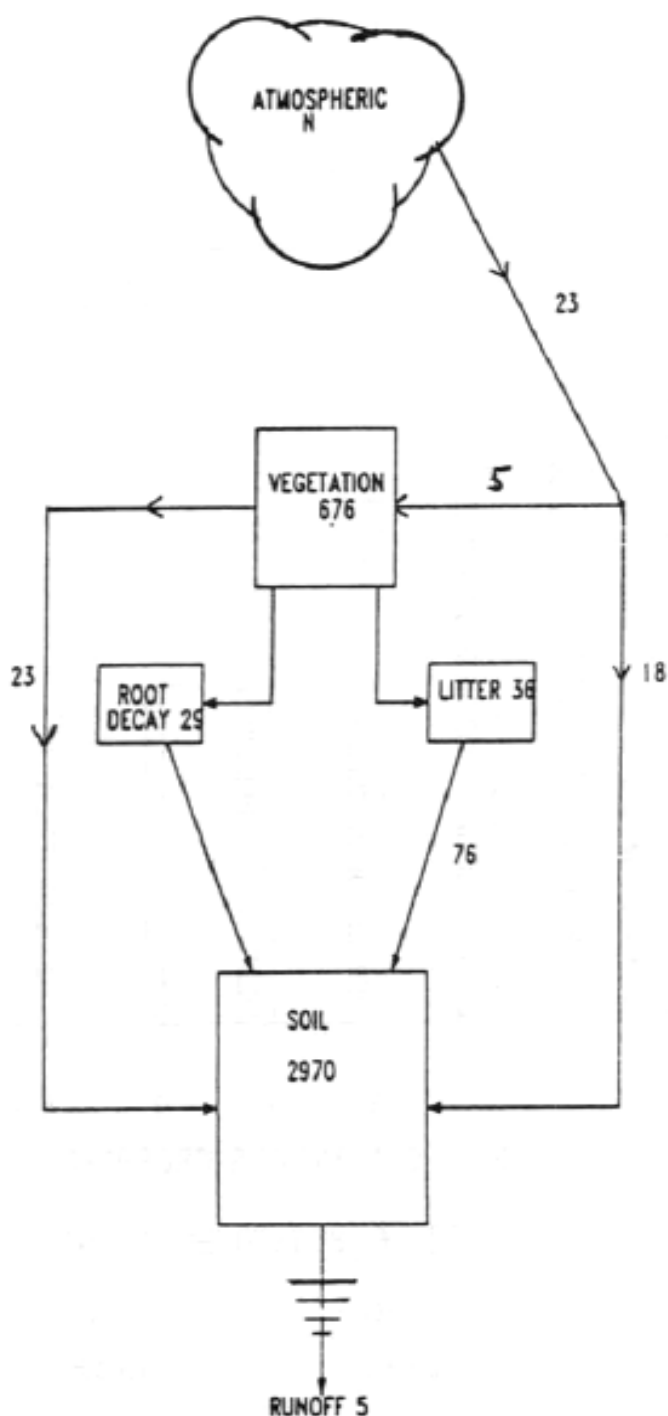 ATMOSPHERIC
N
23
5
VEGETATION
676
23
18
ROOT
DECAY 29
LITTER 36
76
SOIL
2970
RUNOFF 5